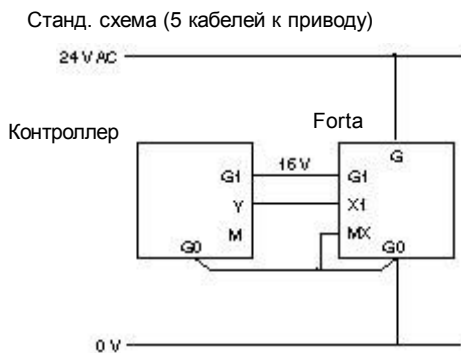 Станд. схема (5 кабелей к приводу)
24 V AC
Контроллер
Forta
G
G1
16 V
G1
Y
X1
M
MX
G0
G0
0 V